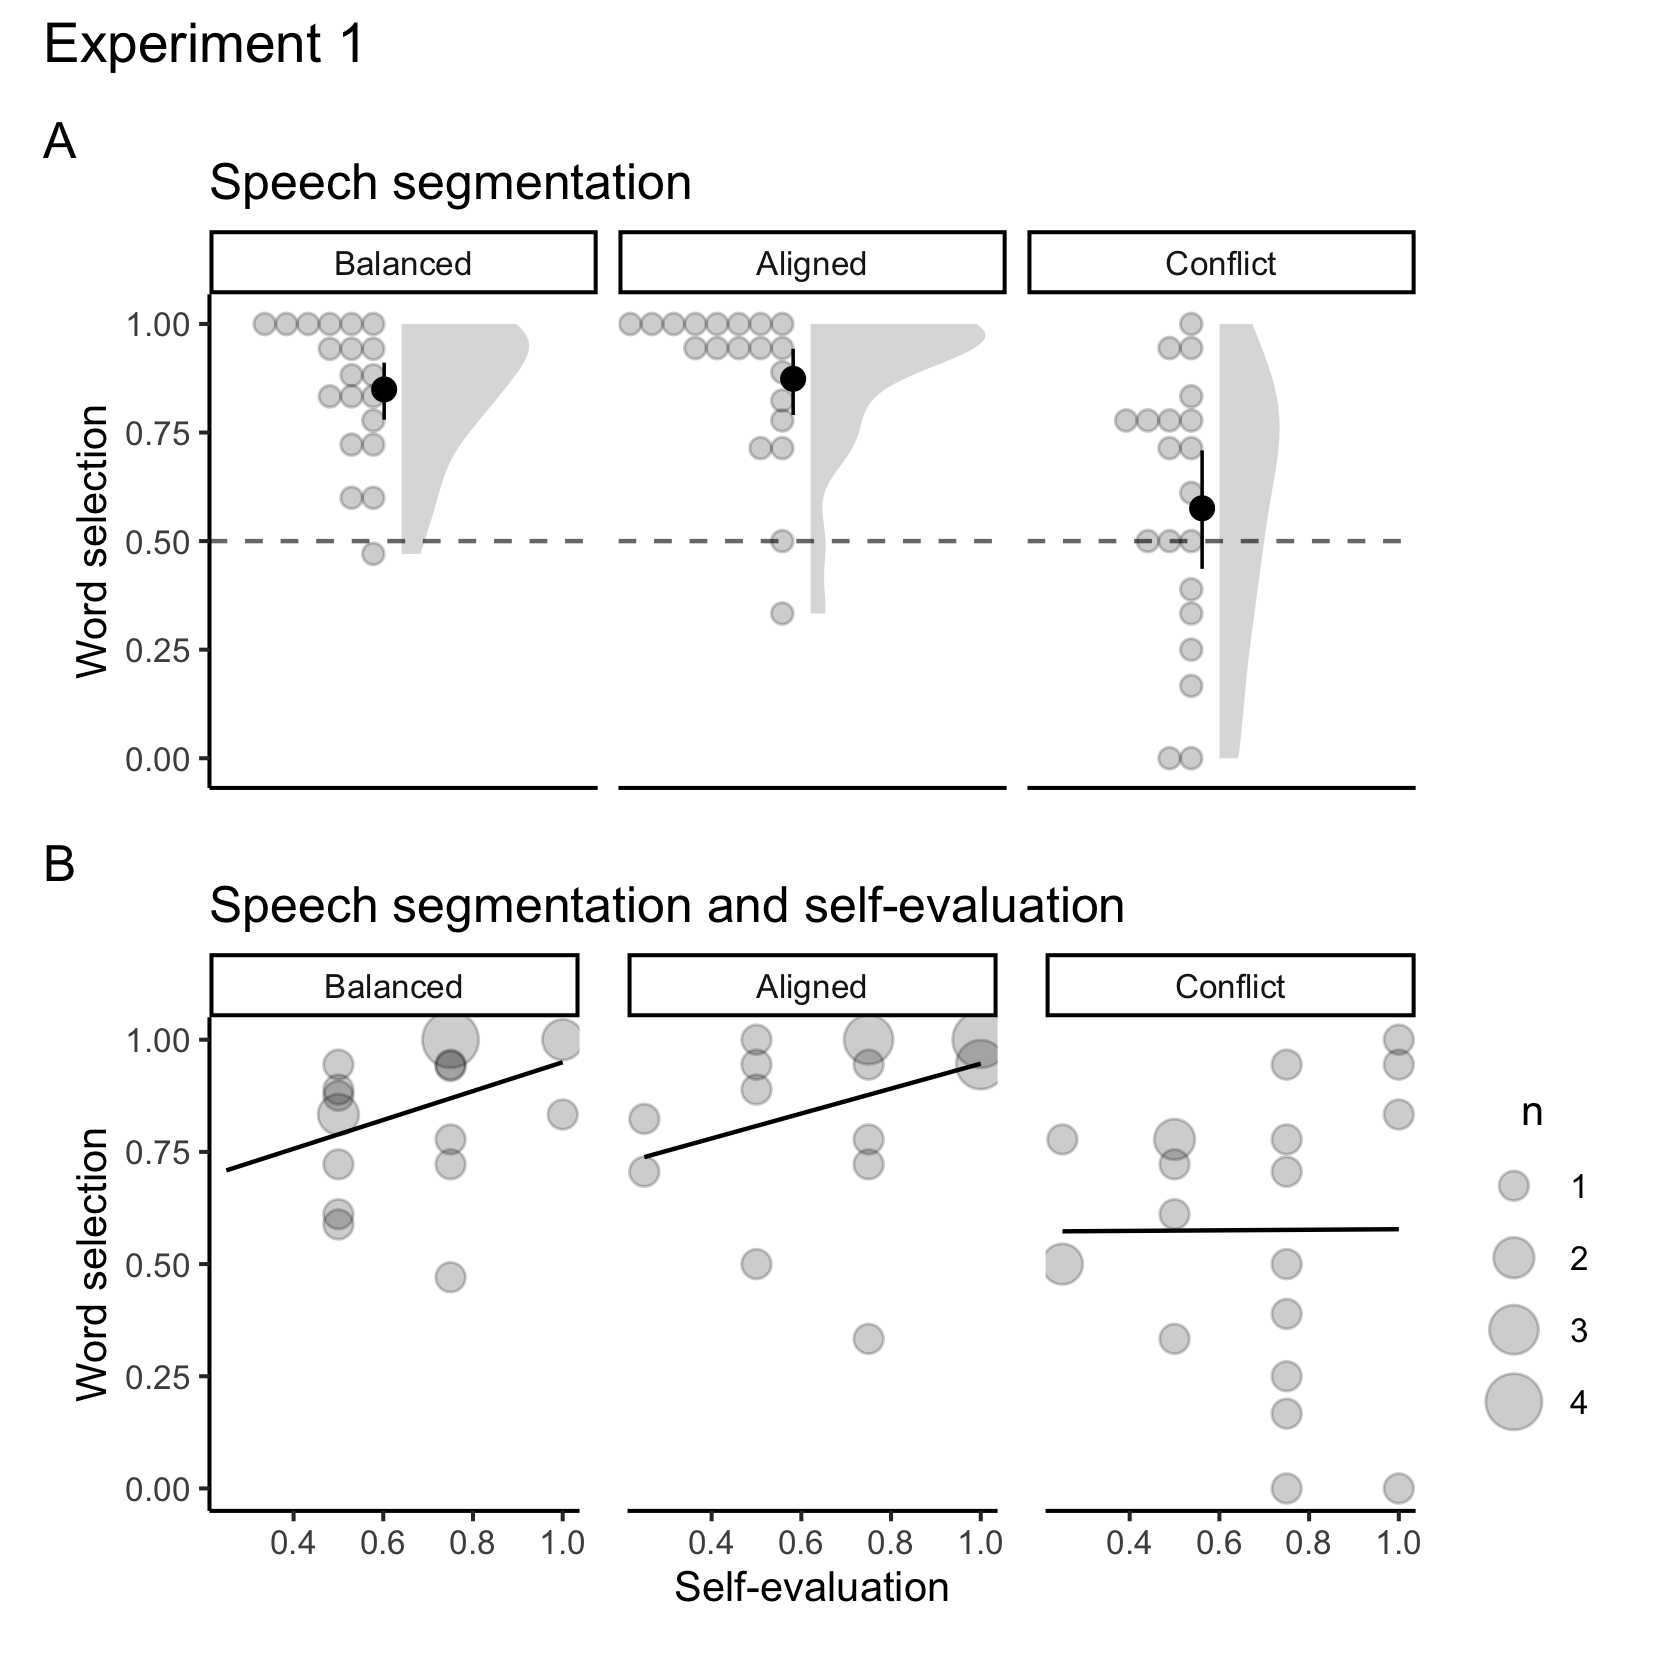 Experiment 1
A
Speech segmentation
Balanced Aligned Conflict
Word selection
1.00
0.75
0.50
0.25
0.00
B
Speech segmentation and self-evaluation
Balanced Aligned Conflict
Word selection
1.00
0.75
0.50
0.25
0.00
0.4 0.6 0.8 1.0 0.4 0.6 0.8 1.0 0.4 0.6 0.8 1.0
Self-evaluation
n
1
2
3
4